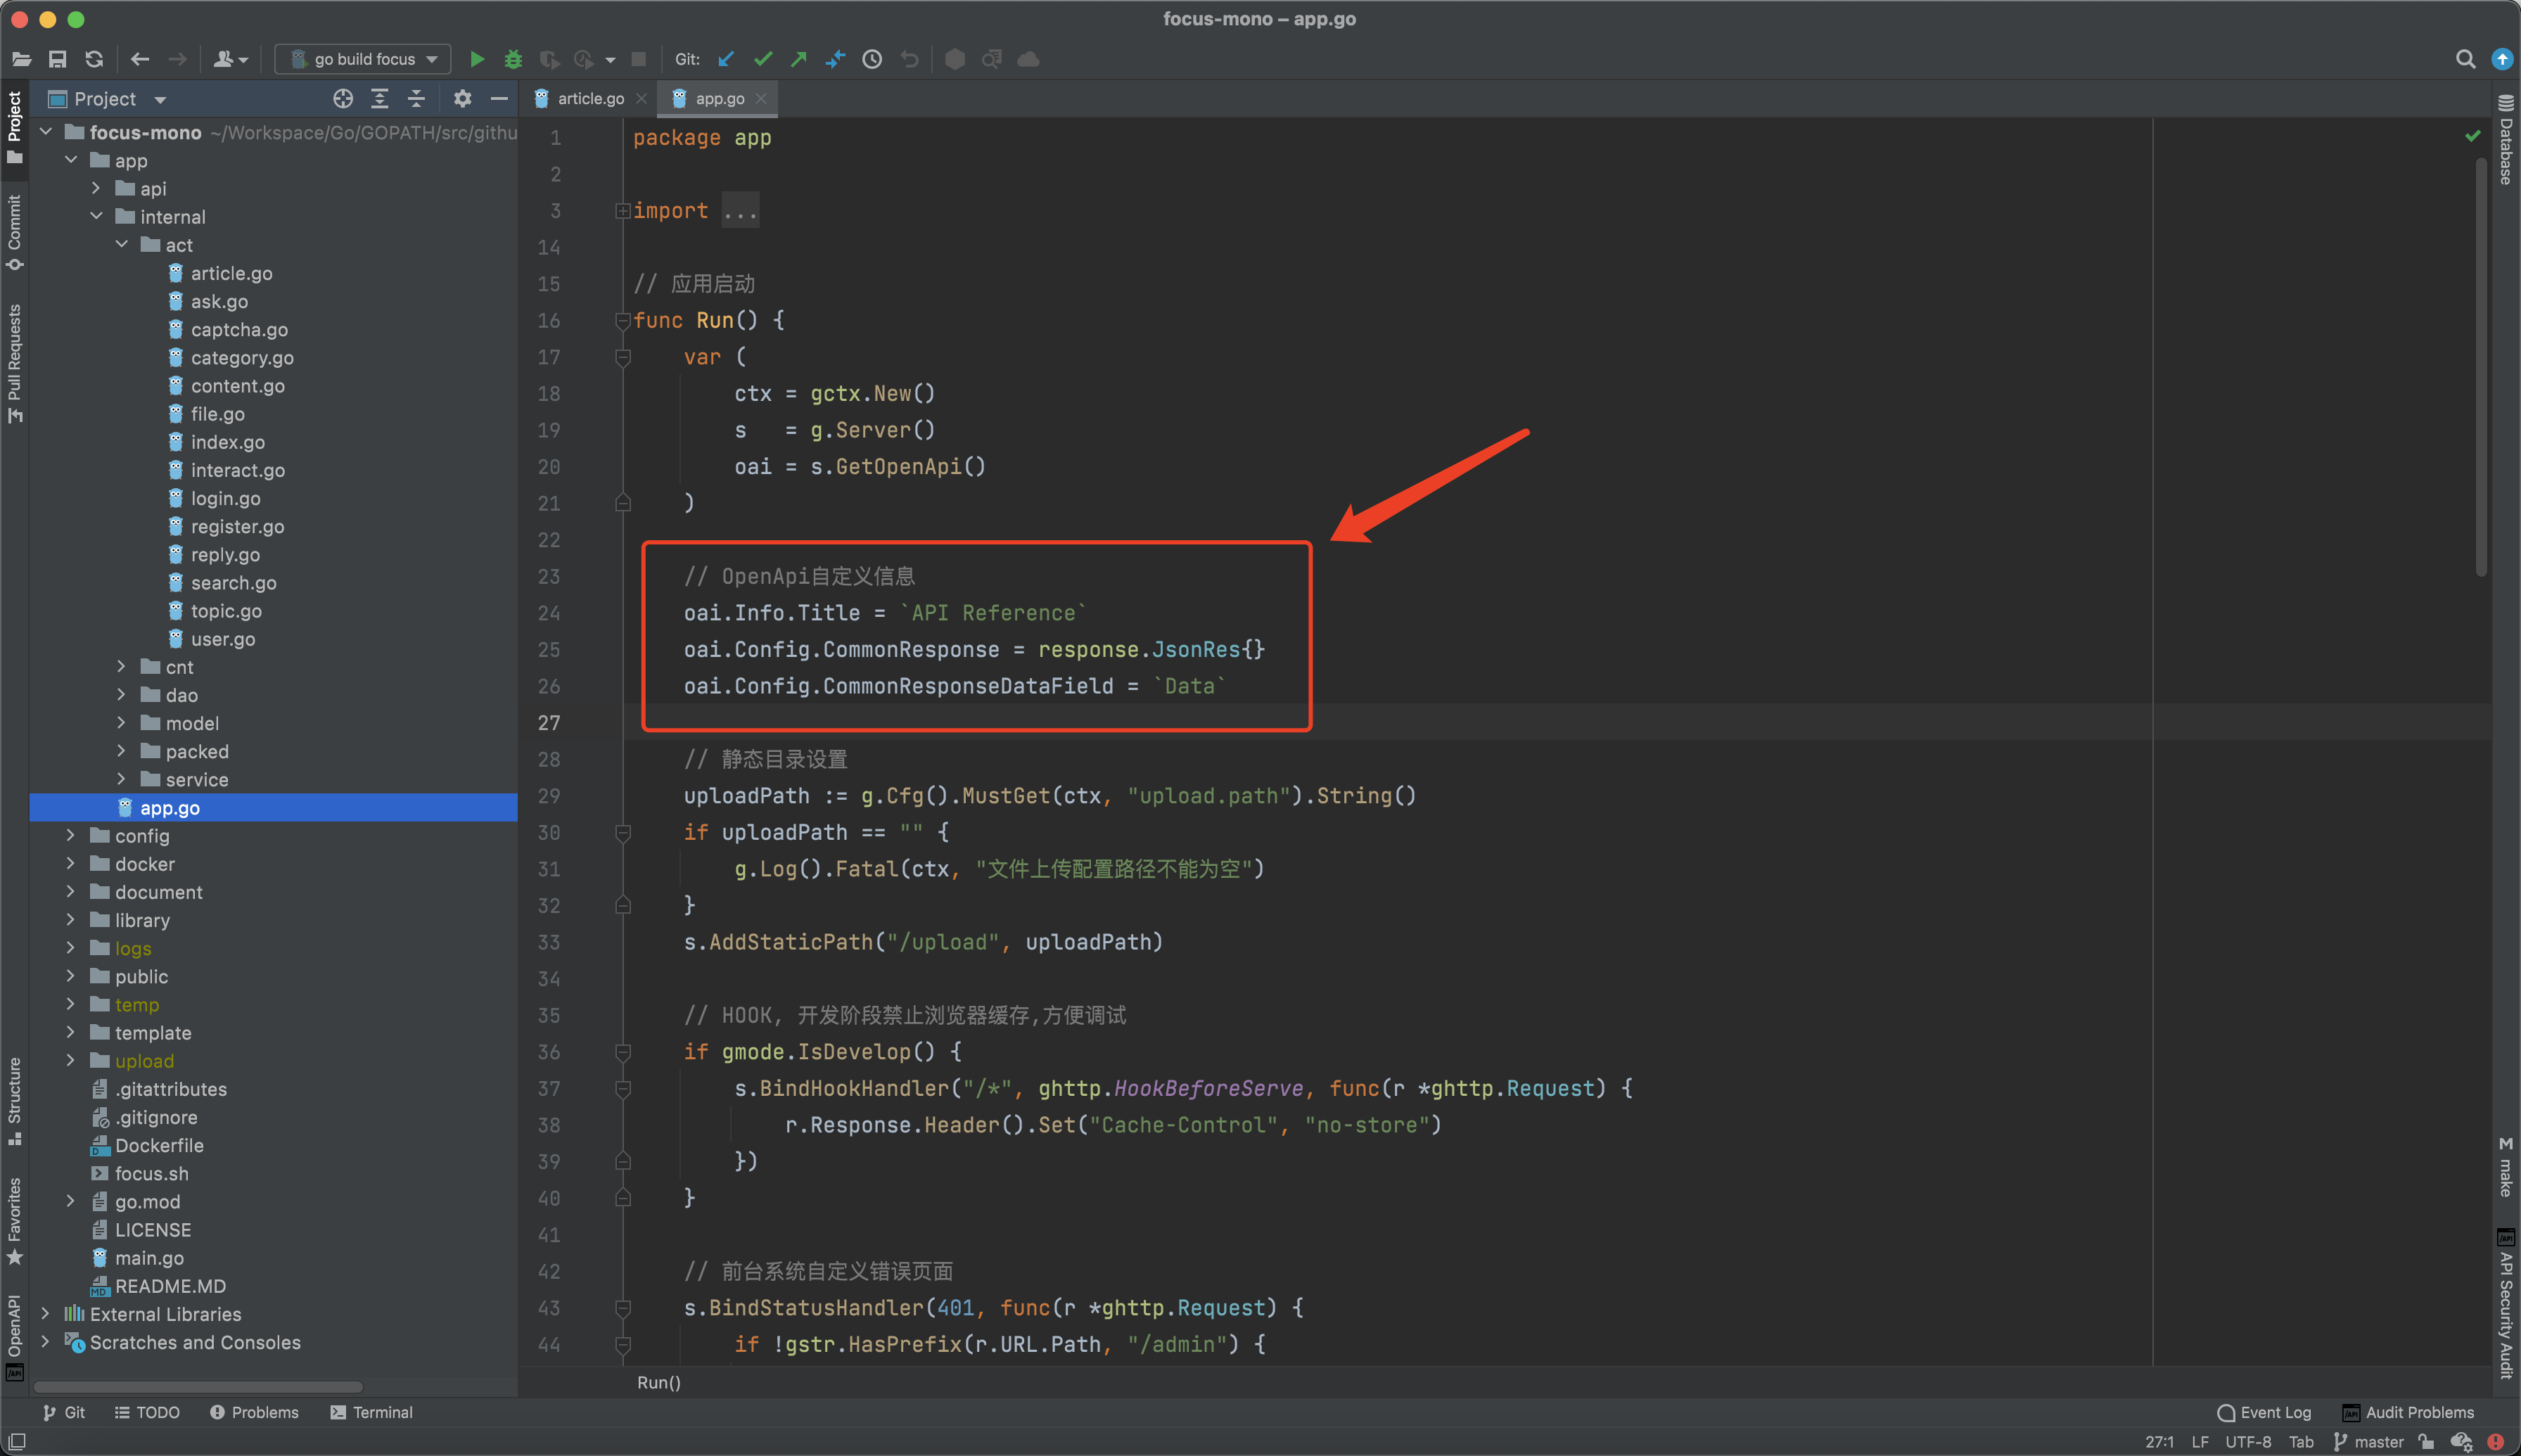 focus-mono – app.go
go build focus
Git:
Project
article.go
app.go
Project
Commit
Pull Requests
Structure
Favorites
OpenAPI
focus-mono ~/Workspace/Go/GOPATH/src/githu
app
api
internal
act
article.go
ask.go
captcha.go
category.go
content.go
file.go
index.go
interact.go
login.go
register.go
reply.go
search.go
topic.go
user.go
cnt
dao
model
packed
service
app.go
config
docker
document
library
logs
public
temp
template
upload
.gitattributes
.gitignore
Dockerfile
focus.sh
go.mod
LICENSE
main.go
README.MD
External Libraries
Scratches and Consoles
1 package app
2
3 import ...
14
15 // 应用启动
16 func Run() {
17 var (
18 ctx = gctx.New()
19 s = g.Server()
20 oai = s.GetOpenApi()
21 )
22
23 // OpenApi自定义信息
24 oai.Info.Title = `API Reference`
25 oai.Config.CommonResponse = response.JsonRes{}
26 oai.Config.CommonResponseDataField = `Data`
27
28 // 静态目录设置
29 uploadPath := g.Cfg().MustGet(ctx, "upload.path").String()
30 if uploadPath == "" {
31 g.Log().Fatal(ctx, "文件上传配置路径不能为空")
32 }
33 s.AddStaticPath("/upload", uploadPath)
34
35 // HOOK, 开发阶段禁止浏览器缓存,方便调试
36 if gmode.IsDevelop() {
37 s.BindHookHandler("/*", ghttp.HookBeforeServe, func(r *ghttp.Request) {
38 r.Response.Header().Set("Cache-Control", "no-store")
39 })
40 }
41
42 // 前台系统自定义错误页面
43 s.BindStatusHandler(401, func(r *ghttp.Request) {
44 if !gstr.HasPrefix(r.URL.Path, "/admin") {
Run()
Database
M make
API Security Audit
Git
TODO
Problems
Terminal
Event Log
Audit Problems
27:1 LF UTF-8 Tab master